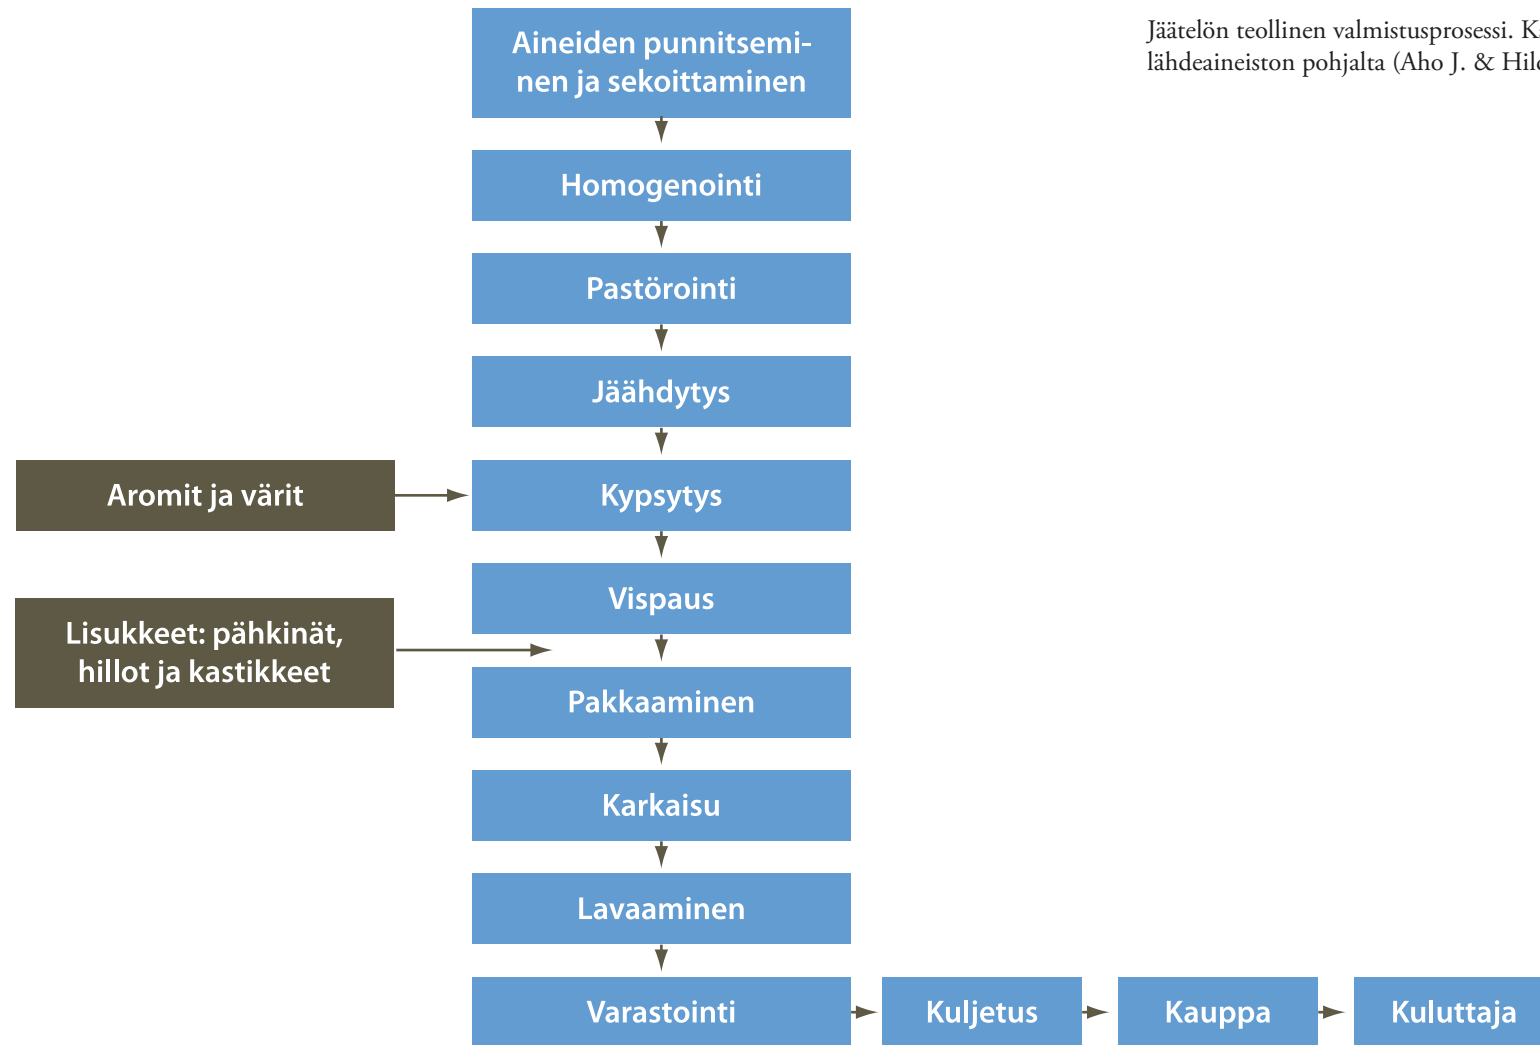 Jäätelön teollinen valmistusprosessi.
lähdeaineiston pohjalta (Aho J. &
Aineiden punnitsemi-
nen ja sekoittaminen
Homogenointi
Pastörointi
Jäähdytys
Aromit ja värit
Kypsytys
Vispaus
Lisukkeet: pähkinät,
hillot ja kastikkeet
Pakkaaminen
Karkaisu
Lavaaminen
Varastointi
Kuljetus
Kauppa
Kuluttaja